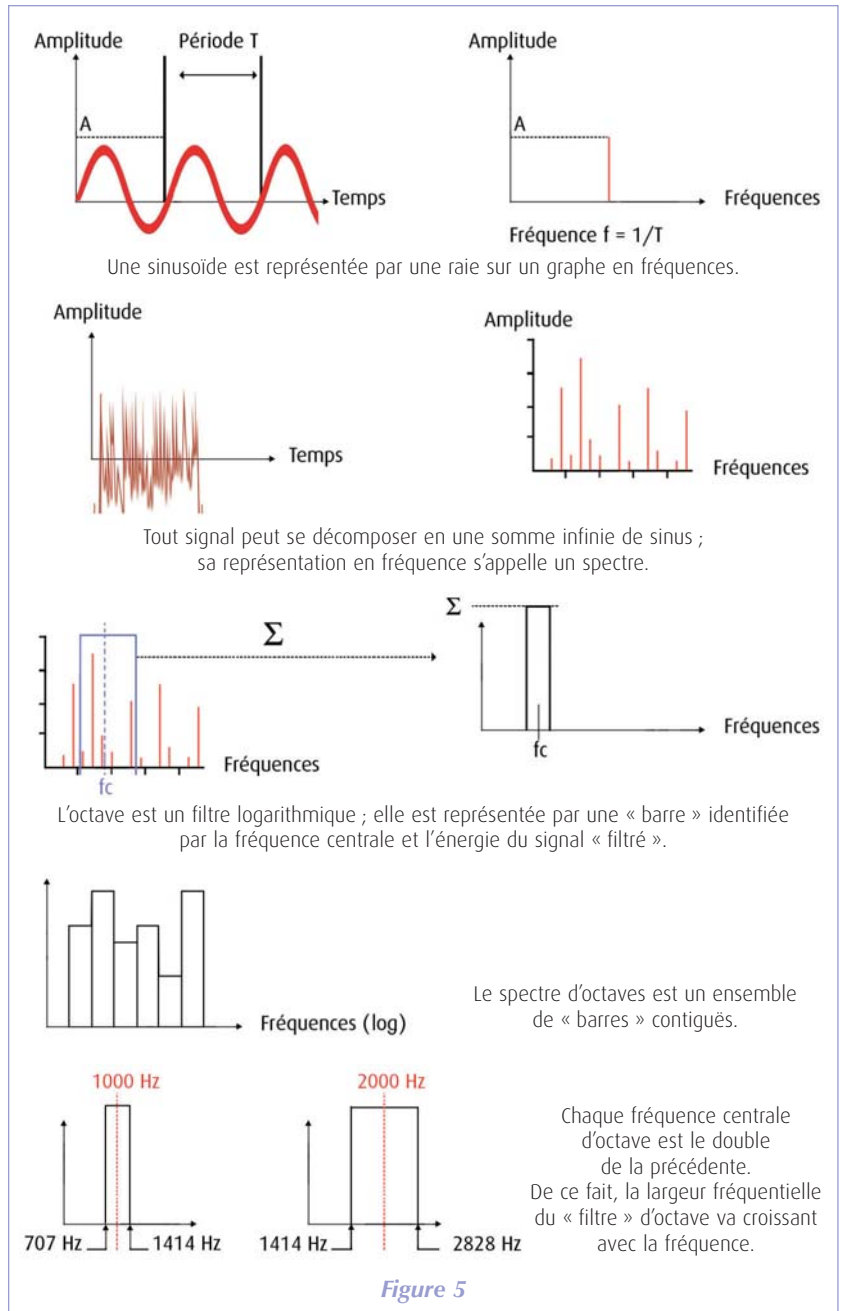 Amplitude
Période T
A
Temps
Amplitude
A
Fréquences
Fréquence f = 1/T
Une sinusoïde est représentée par une raie sur un graphe en fréquences.
Amplitude
Temps
Amplitude
Fréquences
Tout signal peut se décomposer en une somme infinie de sinus ;
sa représentation en fréquence s'appelle un spectre.
Σ
fc
Fréquences
Σ
fc
Fréquences
L'octave est un filtre logarithmique ; elle est représentée par une « barre » identifiée
par la fréquence centrale et l'énergie du signal « filtré ».
Fréquences (log)
Le spectre d'octaves est un ensemble
de « barres » contiguës.
1000 Hz
707 Hz
1414 Hz
2000 Hz
1414 Hz
2828 Hz
Chaque fréquence centrale
d'octave est le double
de la précédente.
De ce fait, la largeur fréquentielle
du « filtre » d'octave va croissant
avec la fréquence.
Figure 5